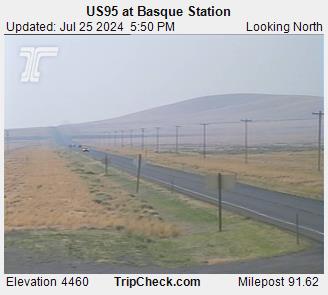 US95 at Basque Station
Updated: Jul 25 2024 5:50 PM Looking North
Elevation 4460 TripCheck.com Milepost 91.62